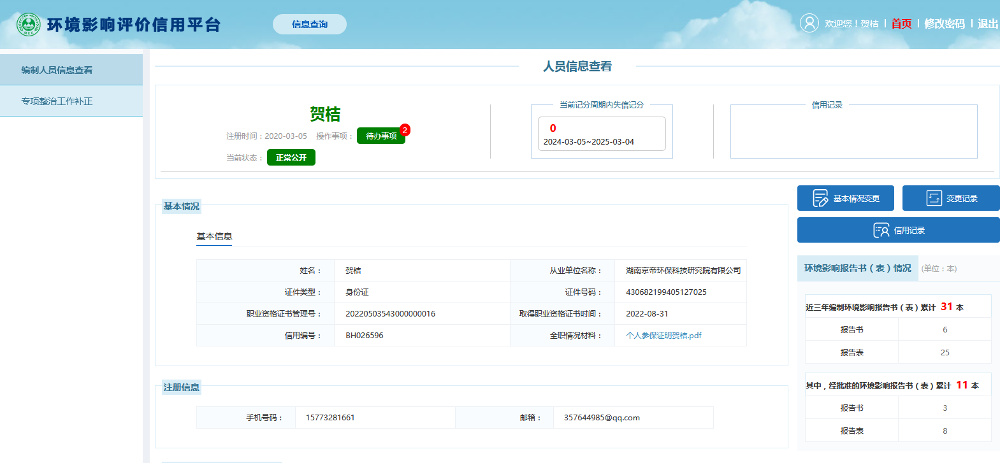 环境影响评价信用平台
信息查询
欢迎您！贺桔 | 首页 | 修改密码 | 退出
编制人员信息查看
专项整治工作补正
人员信息查看
贺桔
注册时间：2020-03-05 操作事项： 待办事项 2
当前状态： 正常公开
当前记分周期内失信记分
0
2024-03-05~2025-03-04
信用记录
基本情况变更
变更记录
信用记录
基本情况
基本信息
姓名： 贺桔 从业单位名称： 湖南京帝环保科技研究院有限公司
证件类型： 身份证 证件号码： 430682199405127025
职业资格证书管理号： 20220503543000000016 取得职业资格证书时间： 2022-08-31
信用编号： BH026596 全职情况材料： 个人参保证明贺桔.pdf
注册信息
手机号码： 15773281661 邮箱： 357644985@qq.com
环境影响报告书（表）情况 (单位：本)
近三年编制环境影响报告书（表）累计 31 本
报告书 6
报告表 25
其中，经批准的环境影响报告书（表）累计 11 本
报告书 3
报告表 8